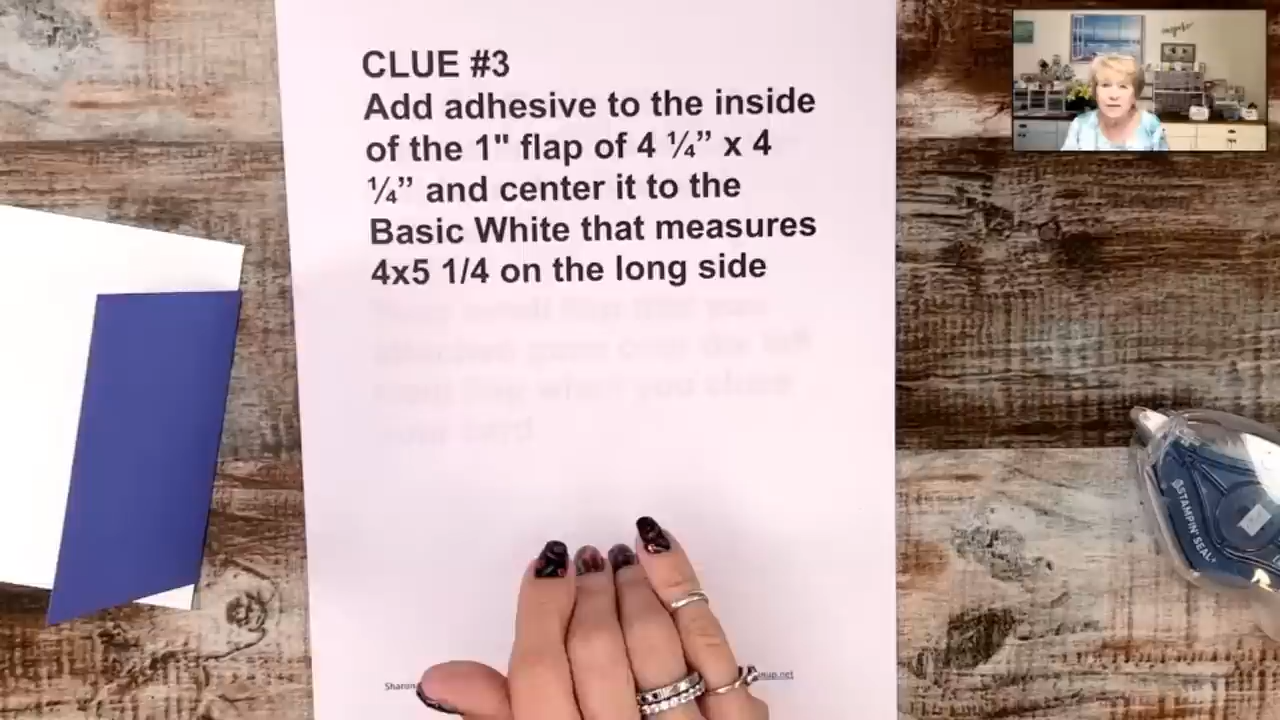 CLUE #3
Add adhesive to the inside
of the 1" flap of 4 ¼” x 4
¼” and center it to the
Basic White that measures
4x5 1/4 on the long side
Sharon
STAMPIN' SEAL